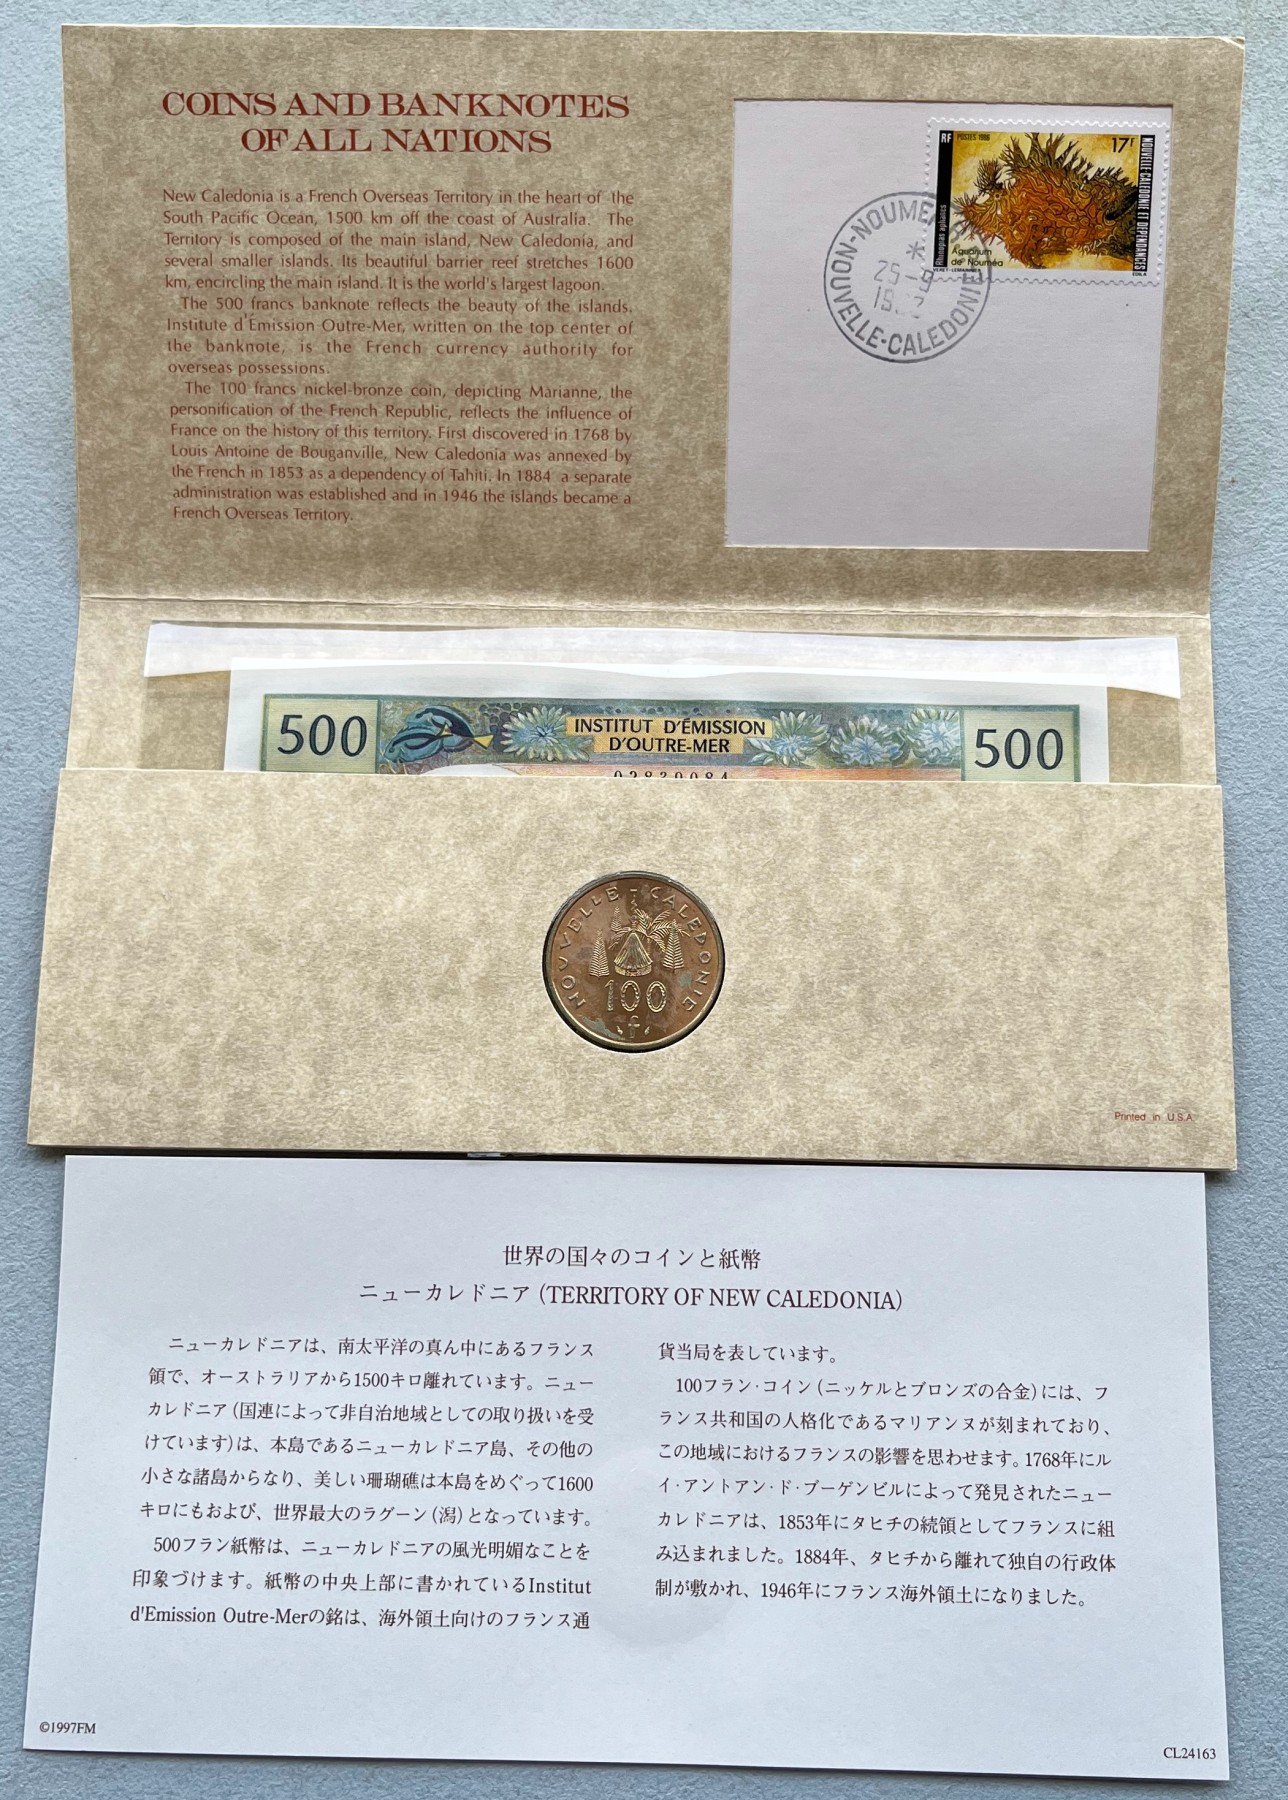 COINS AND BANKNOTES
OF ALL NATIONS
New Caledonia is a French Overseas Territory in the heart of the
South Pacific Ocean, 1500 km off the coast of Australia. The
Territory is composed of the main island, New Caledonia, and
several smaller islands. Its beautiful barrier reef stretches 1600
km, encircling the main island. It is the world's largest lagoon.
The 500 francs banknote reflects the beauty of the islands.
Institute d'Emission Outre-Mer, written on the top center of
the banknote, is the French currency authority for
overseas possessions.
The 100 francs nickel-bronze coin, depicting Marianne, the
personification of the French Republic, reflects the influence of
France on the history of this territory. First discovered in 1768 by
Louis Antoine de Bouganville, New Caledonia was annexed by
the French in 1853 as a dependency of Tahiti. In 1884 a separate
administration was established and in 1946 the islands became a
French Overseas Territory.
RF
POSTES 1986
17F
NOUVELLE-CALEDONIE ET DEPENDANCES
Rhinopias aphanes
Aquarium
de Nouméa
NOUMEA
NOUVELLE-CALEDONIE
500
INSTITUT D'ÉMISSION
D'OUTRE-MER
500
02820084
NOUVELLE-CALEDONIE
100
f
Printed in U.S.A.
世界の国々のコインと紙幣
ニューカレドニア (TERRITORY OF NEW CALEDONIA)
ニューカレドニアは、南太平洋の真ん中にあるフランス
領で、オーストラリアから1500キロ離れています。ニュー
カレドニア (国連によって非自治地域としての取り扱いを受
けています)は、本島であるニューカレドニア島、その他の
小さな諸島からなり、美しい珊瑚礁は本島をめぐって1600
キロにもおよび、世界最大のラグーン (潟) となっています。
500フラン紙幣は、ニューカレドニアの風光明媚なことを
印象づけます。紙幣の中央上部に書かれているInstitut
d'Emission Outre-Merの銘は、海外領土向けのフランス通
貨当局を表しています。
100フラン・コイン (ニッケルとブロンズの合金) には、フ
ランス共和国の人格化であるマリアンヌが刻まれており、
この地域におけるフランスの影響を思わせます。1768年にル
イ・アントアン・ド・ブーゲンビルによって発見されたニュー
カレドニアは、1853年にタヒチの続領としてフランスに組
み込まれました。1884年、タヒチから離れて独自の行政体
制が敷かれ、1946年にフランス海外領土になりました。
©1997FM
CL24163